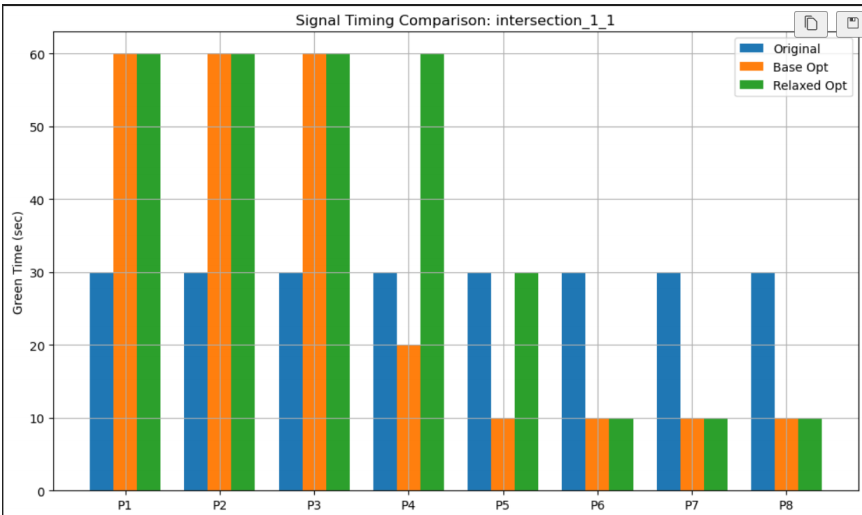 Signal Timing Comparison: intersection_1_1
Original
Base Opt
Relaxed Opt
Green Time (sec)
60
50
40
30
20
10
0
P1 P2 P3 P4 P5 P6 P7 P8